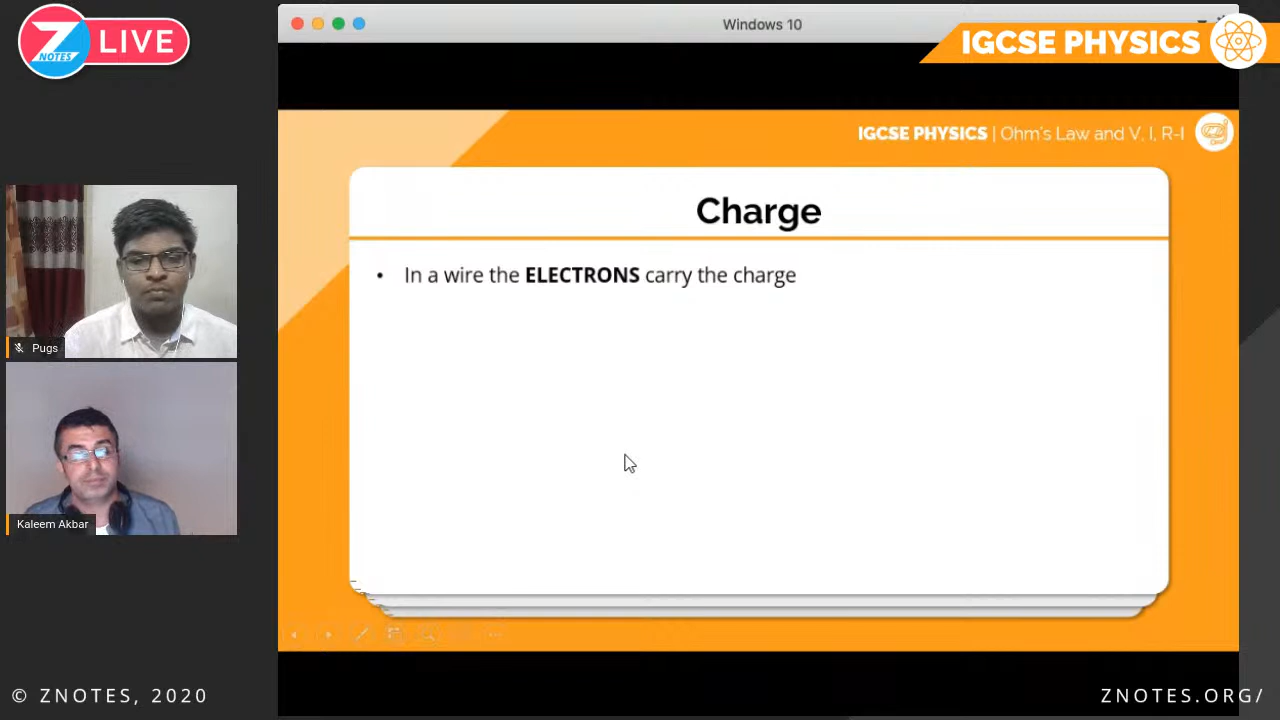 Z
NOTES
LIVE
Windows 10
IGCSE PHYSICS
IGCSE PHYSICS | Ohm's Law and V, I, R-I
Charge
• In a wire the ELECTRONS carry the charge
Pugs
Kaleem Akbar
© ZNOTES, 2020
ZNOTES.ORG/